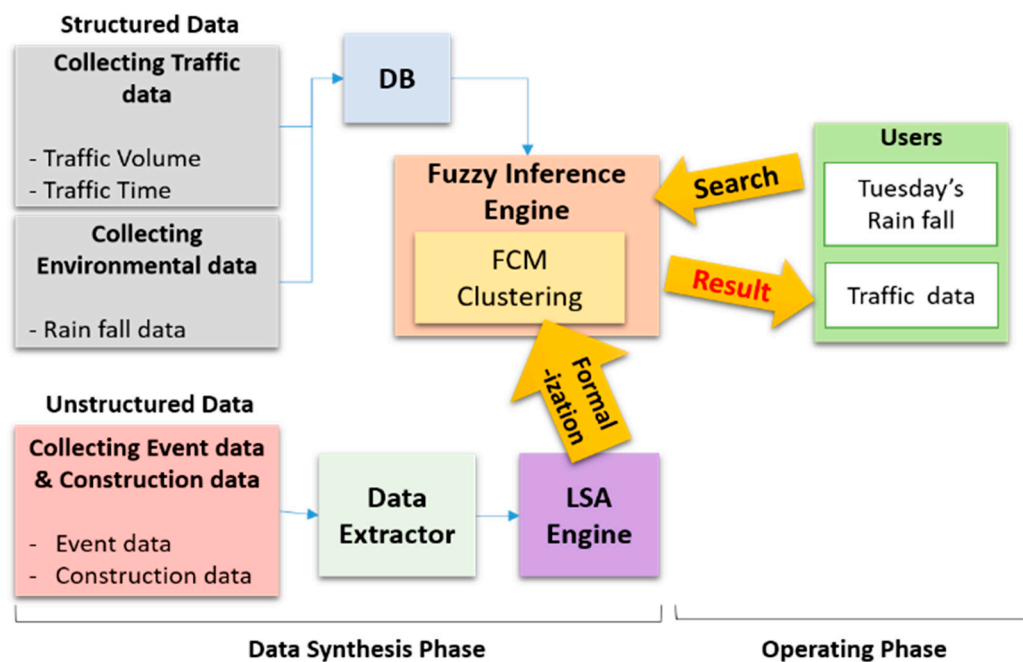 Structured Data
Collecting Traffic
data
- Traffic Volume
- Traffic Time
Collecting
Environmental data
- Rain fall data
DB
Fuzzy Inference
Engine
FCM
Clustering
Search
Result
Users
Tuesday's
Rain fall
Traffic data
Formal
-ization
Unstructured Data
Collecting Event data
& Construction data
- Event data
- Construction data
Data
Extractor
LSA
Engine
Data Synthesis Phase
Operating Phase